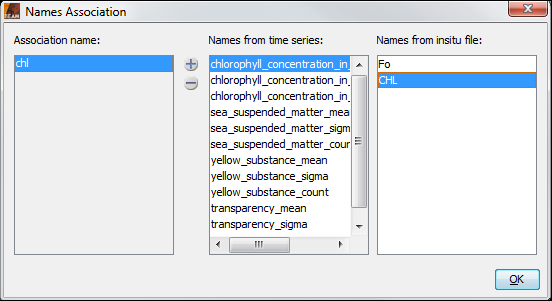 Names Association
Association name:
Names from time series:
Names from insitu file:
chl
chlorophyll_concentration_in_
chlorophyll_concentration_in_
chlorophyll_concentration_in_
sea_suspended_matter_mea
sea_suspended_matter_sigm
sea_suspended_matter_coun
yellow_substance_mean
yellow_substance_sigma
yellow_substance_count
transparency_mean
transparency_sigma
Fo
CHL
OK